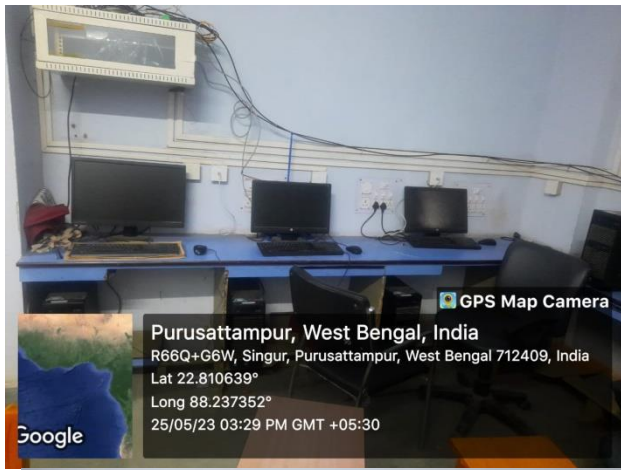 GPS Map Camera
Purusattampur, West Bengal, India
R66Q+G6W, Singur, Purusattampur, West Bengal 712409, India
Lat 22.810639°
Long 88.237352°
25/05/23 03:29 PM GMT +05:30
Google